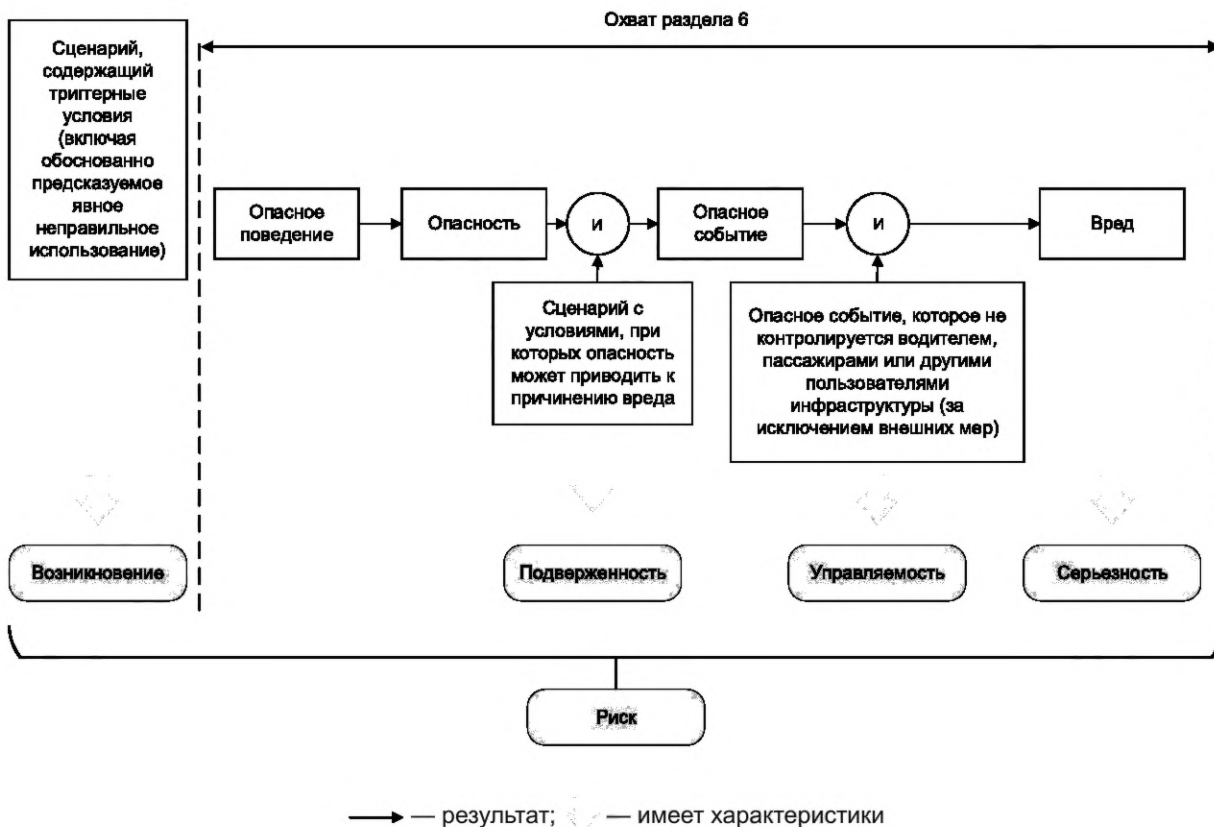 Охват раздела 6
Сценарий,
содержащий
триггерные
условия
(включая
обоснованно
предсказуемое
явное
неправильное
использование)
Опасное
поведение
Опасность
и
Опасное
событие
и
Вред
Сценарий с
условиями, при
которых опасность
может приводить к
причинению вреда
Опасное событие, которое не
контролируется водителем,
пассажирами или другими
пользователями
инфраструктуры (за
исключением внешних мер)
Возникновение
Подверженность
Управляемость
Серьезность
Риск
— результат; — имеет характеристики